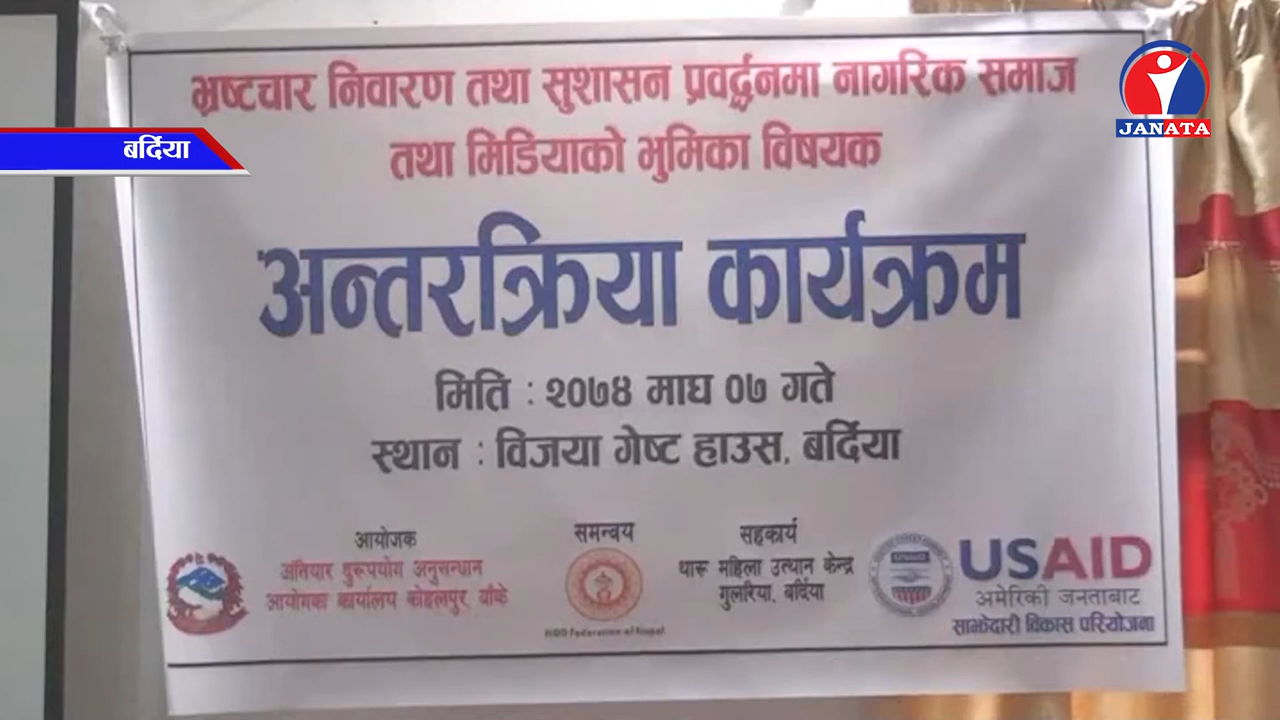 भ्रष्टचार निवारण तथा सुशासन प्रवर्द्धनमा नागरिक समाज
तथा मिडियाको भुमिका विषयक
JANATA
बर्दिया
अन्तरक्रिया कार्यक्रम
मिति : २०७४ माघ ०७ गते
स्थान : विजया गेष्ट हाउस, बर्दिया
आयोजक
अख्तियार दुरुपयोग अनुसन्धान
आयोगको कार्यालय कोहलपुर, बाँके
समन्वय
NGO Federation of Nepal
सहकार्य
थारू महिला उत्थान केन्द्र
गुलरिया, बर्दिया
USAID
अमेरिकी जनताबाट
साझेदारी विकास परियोजना